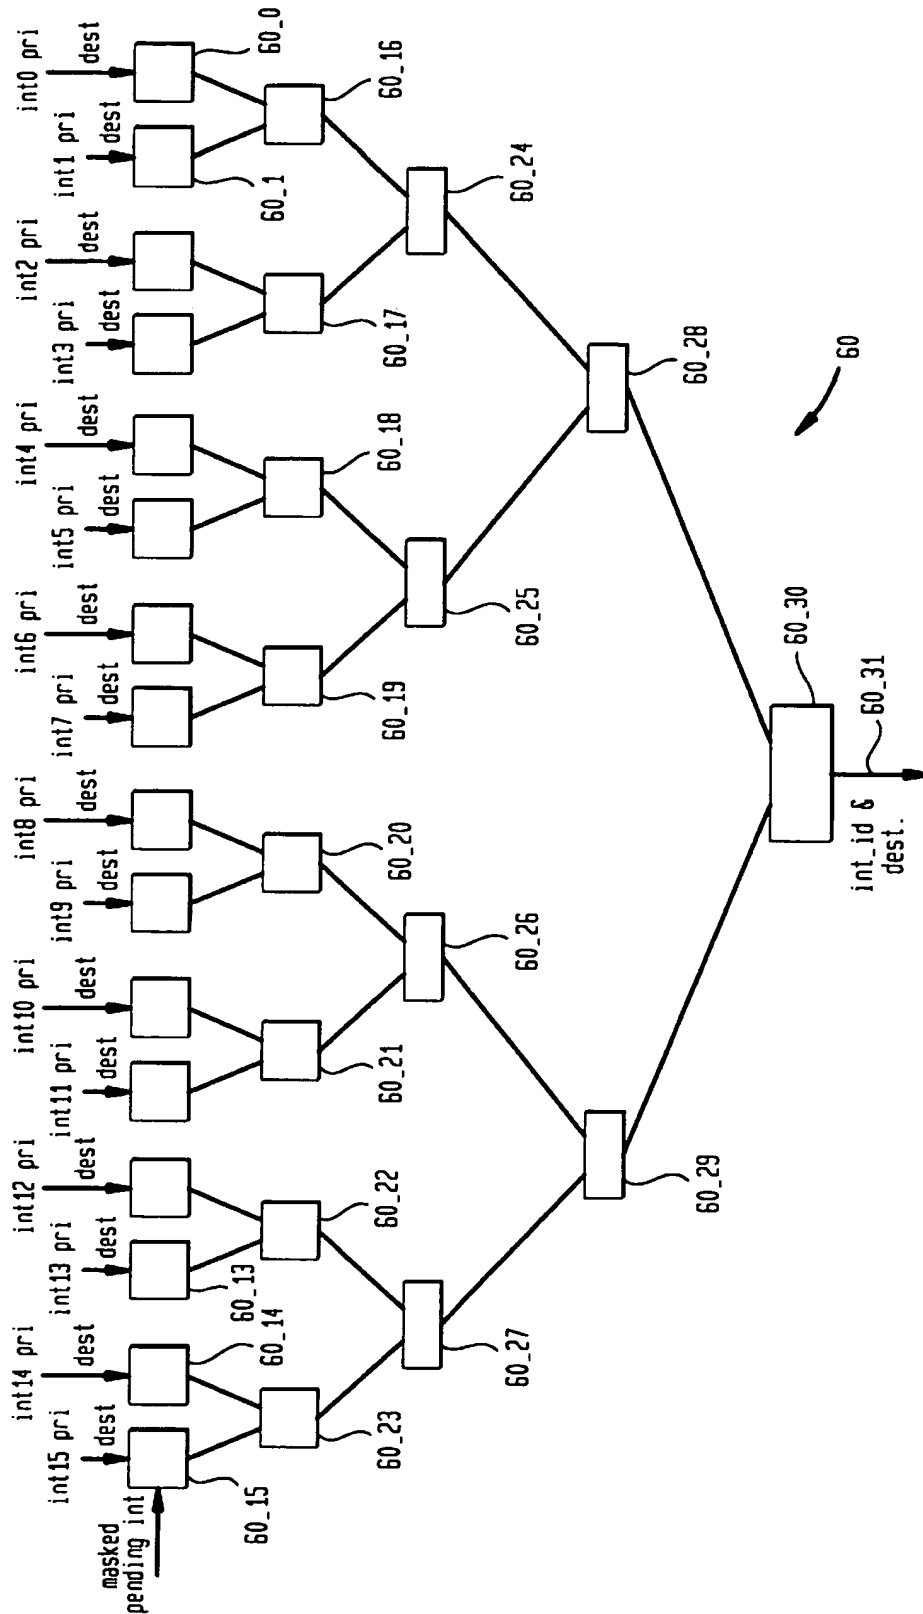 int15 pri
dest
int14 pri
dest
int13 pri
dest
int12 pri
dest
int11 pri
dest
int10 pri
dest
int9 pri
dest
int8 pri
dest
int7 pri
dest
int6 pri
dest
int5 pri
dest
int4 pri
dest
int3 pri
dest
int2 pri
dest
int1 pri
dest
int0 pri
dest
masked
pending int
60_15
60_14
60_13
60_1
60_0
60_23
60_22
60_21
60_20
60_19
60_18
60_17
60_16
60_27
60_26
60_25
60_24
60_29
60_28
60_30
60_31
int_id &
dest.
60